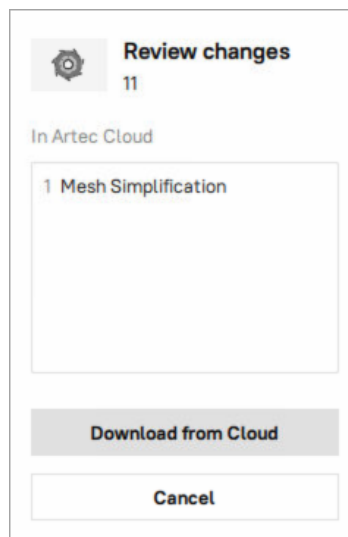 Review changes
11
In Artec Cloud
1 Mesh Simplification
Download from Cloud
Cancel